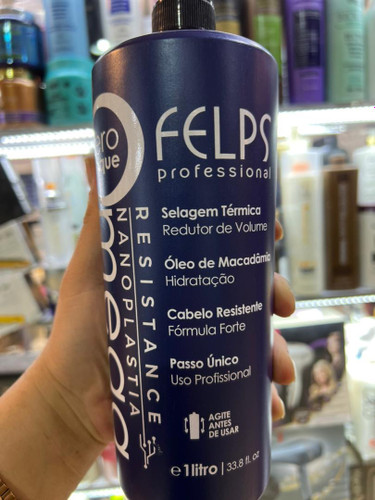 FELPS
professional
Selagem Térmica
Redutor de Volume
Óleo de Macadâmia
Hidratação
Cabelo Resistente
Fórmula Forte
Passo Único
Uso Profissional
AGITE
ANTES
DE USAR
e 1 litro | 33.8 fl. oz
Omega
NANOPLASTIA
RESISTANCE